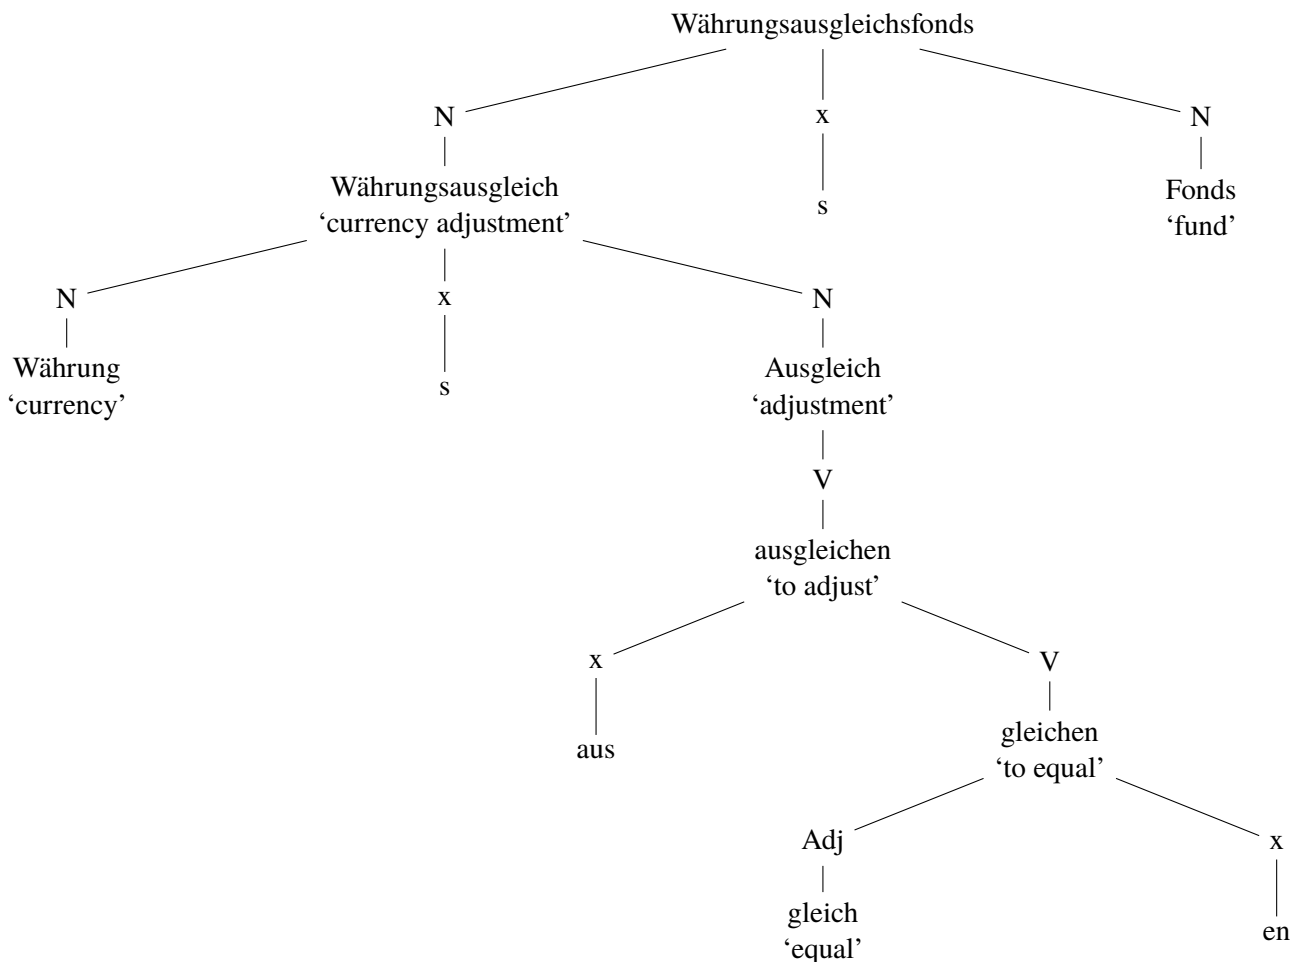 Währungsausgleichsfonds
N x N
Währungsausgleich
‘currency adjustment’
s
Fonds
‘fund’
N x N
Währung
‘currency’
s
Ausgleich
‘adjustment’
V
ausgleichen
‘to adjust’
x V
aus
gleichen
‘to equal’
Adj x
gleich
‘equal’
en